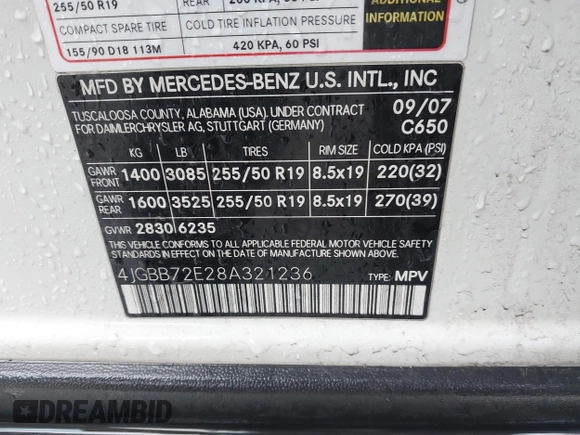 255/50 R19
REAR
COLD TIRE INFLATION PRESSURE
ADDITIONAL
INFORMATION
COMPACT SPARE TIRE
155/90 D18 113M
420 KPA, 60 PSI
MFD BY MERCEDES-BENZ U.S. INTL., INC
TUSCALOOSA COUNTY, ALABAMA (USA), UNDER CONTRACT
FOR DAIMLERCHRYSLER AG, STUTTGART (GERMANY)
09/07
C650
KG LB TIRES RIM SIZE COLD KPA (PSI)
GAWR FRONT 1400 3085 255/50 R19 8.5x19 220(32)
GAWR REAR 1600 3525 255/50 R19 8.5x19 270(39)
GVWR 2830 6235
THIS VEHICLE CONFORMS TO ALL APPLICABLE FEDERAL MOTOR VEHICLE SAFETY
STANDARDS IN EFFECT ON THE DATE OF MANUFACTURE SHOWN ABOVE.
4JGBB72E28A321236 TYPE: MPV
DREAMBID